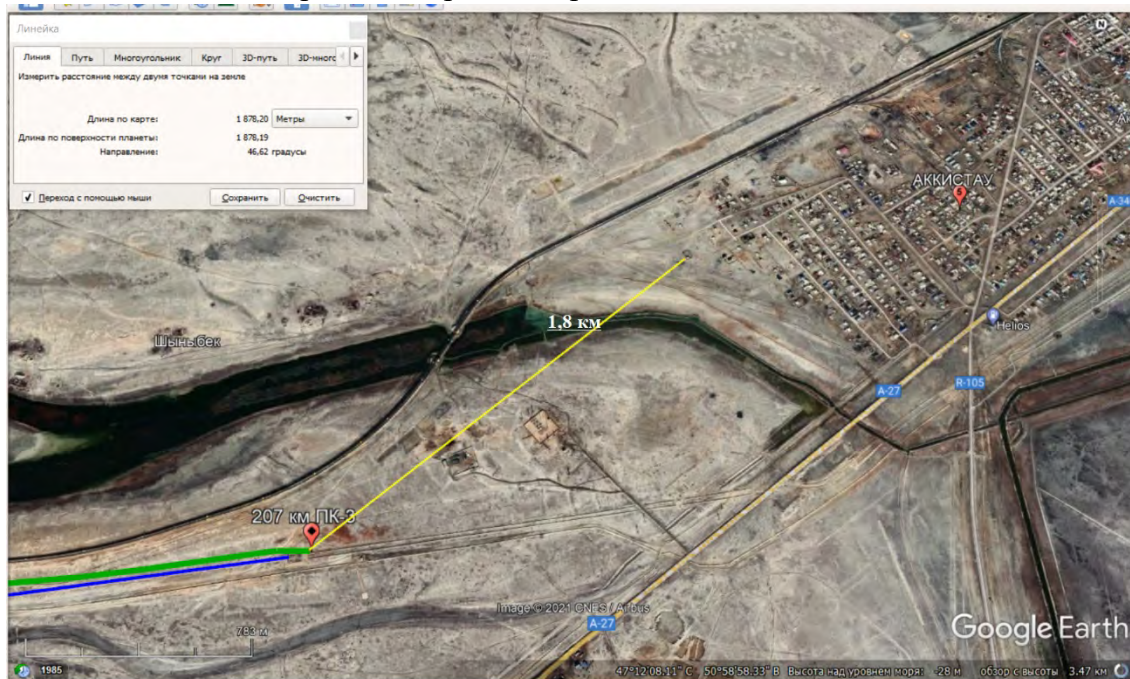 Линейка
Линия Путь Многоугольник Круг 3D-путь 3D-многс
Измерить расстояние между двумя точками на земле
Длина по карте: 1 878,20 Метры
Длина по поверхности планеты: 1 878,19
Направление: 46,62 градусы
Переход с помощью мыши Сохранить Очистить
N
АККИСТАУ
S
A-34
1,8 км
Шыныбек
Helios
R-105
A-27
207 км ПК-3
Image © 2021 CNES / Airbus
783 м
A-27
Google Earth
1985
47°12'08.11" С 50°58'58.33" В Высота над уровнем моря: -28 м обзор с высоты 3.47 км